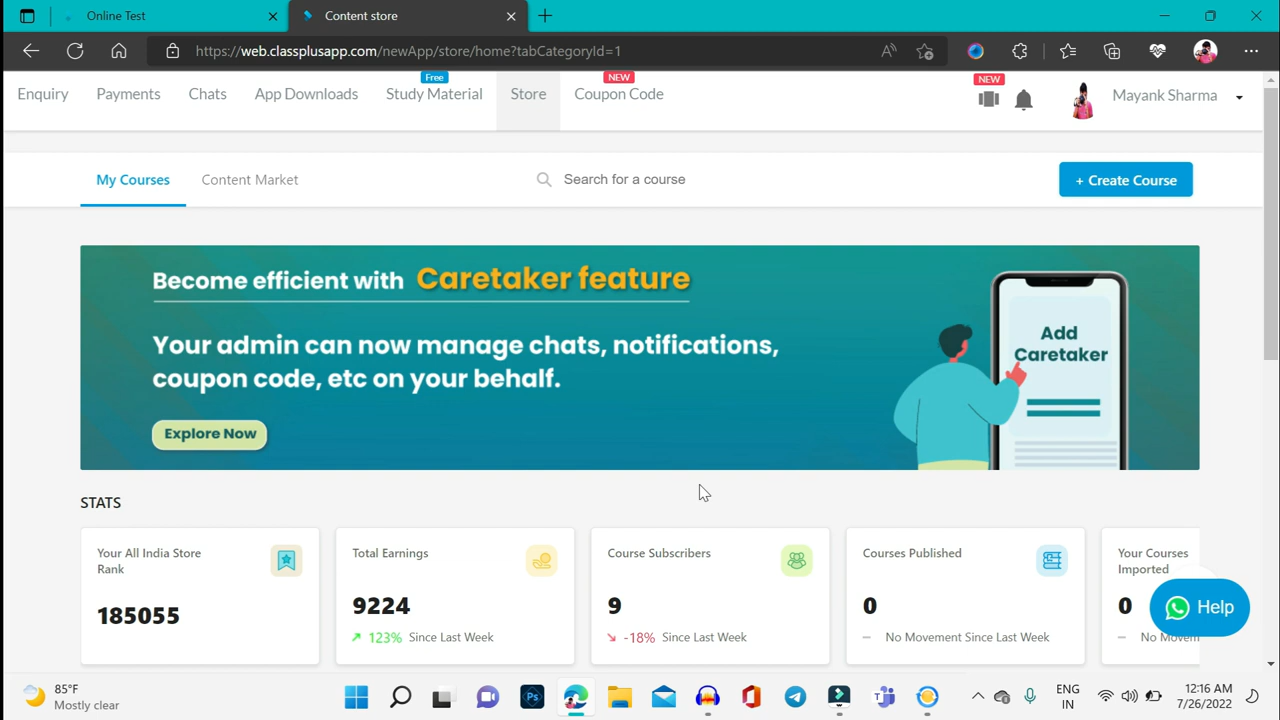 Online Test
Content store
https://web.classplusapp.com/newApp/store/home?tabCategoryId=1
Free
NEW
NEW
Enquiry
Payments
Chats
App Downloads
Study Material
Store
Coupon Code
Mayank Sharma
My Courses
Content Market
Search for a course
+ Create Course
Become efficient with Caretaker feature
Your admin can now manage chats, notifications,
coupon code, etc on your behalf.
Explore Now
Add
Caretaker
STATS
Your All India Store
Rank
185055
Total Earnings
9224
123% Since Last Week
Course Subscribers
9
-18% Since Last Week
Courses Published
0
No Movement Since Last Week
Your Courses
Imported
0
Help
85°F
Mostly clear
Ps
ENG
IN
12:16 AM
7/26/2022